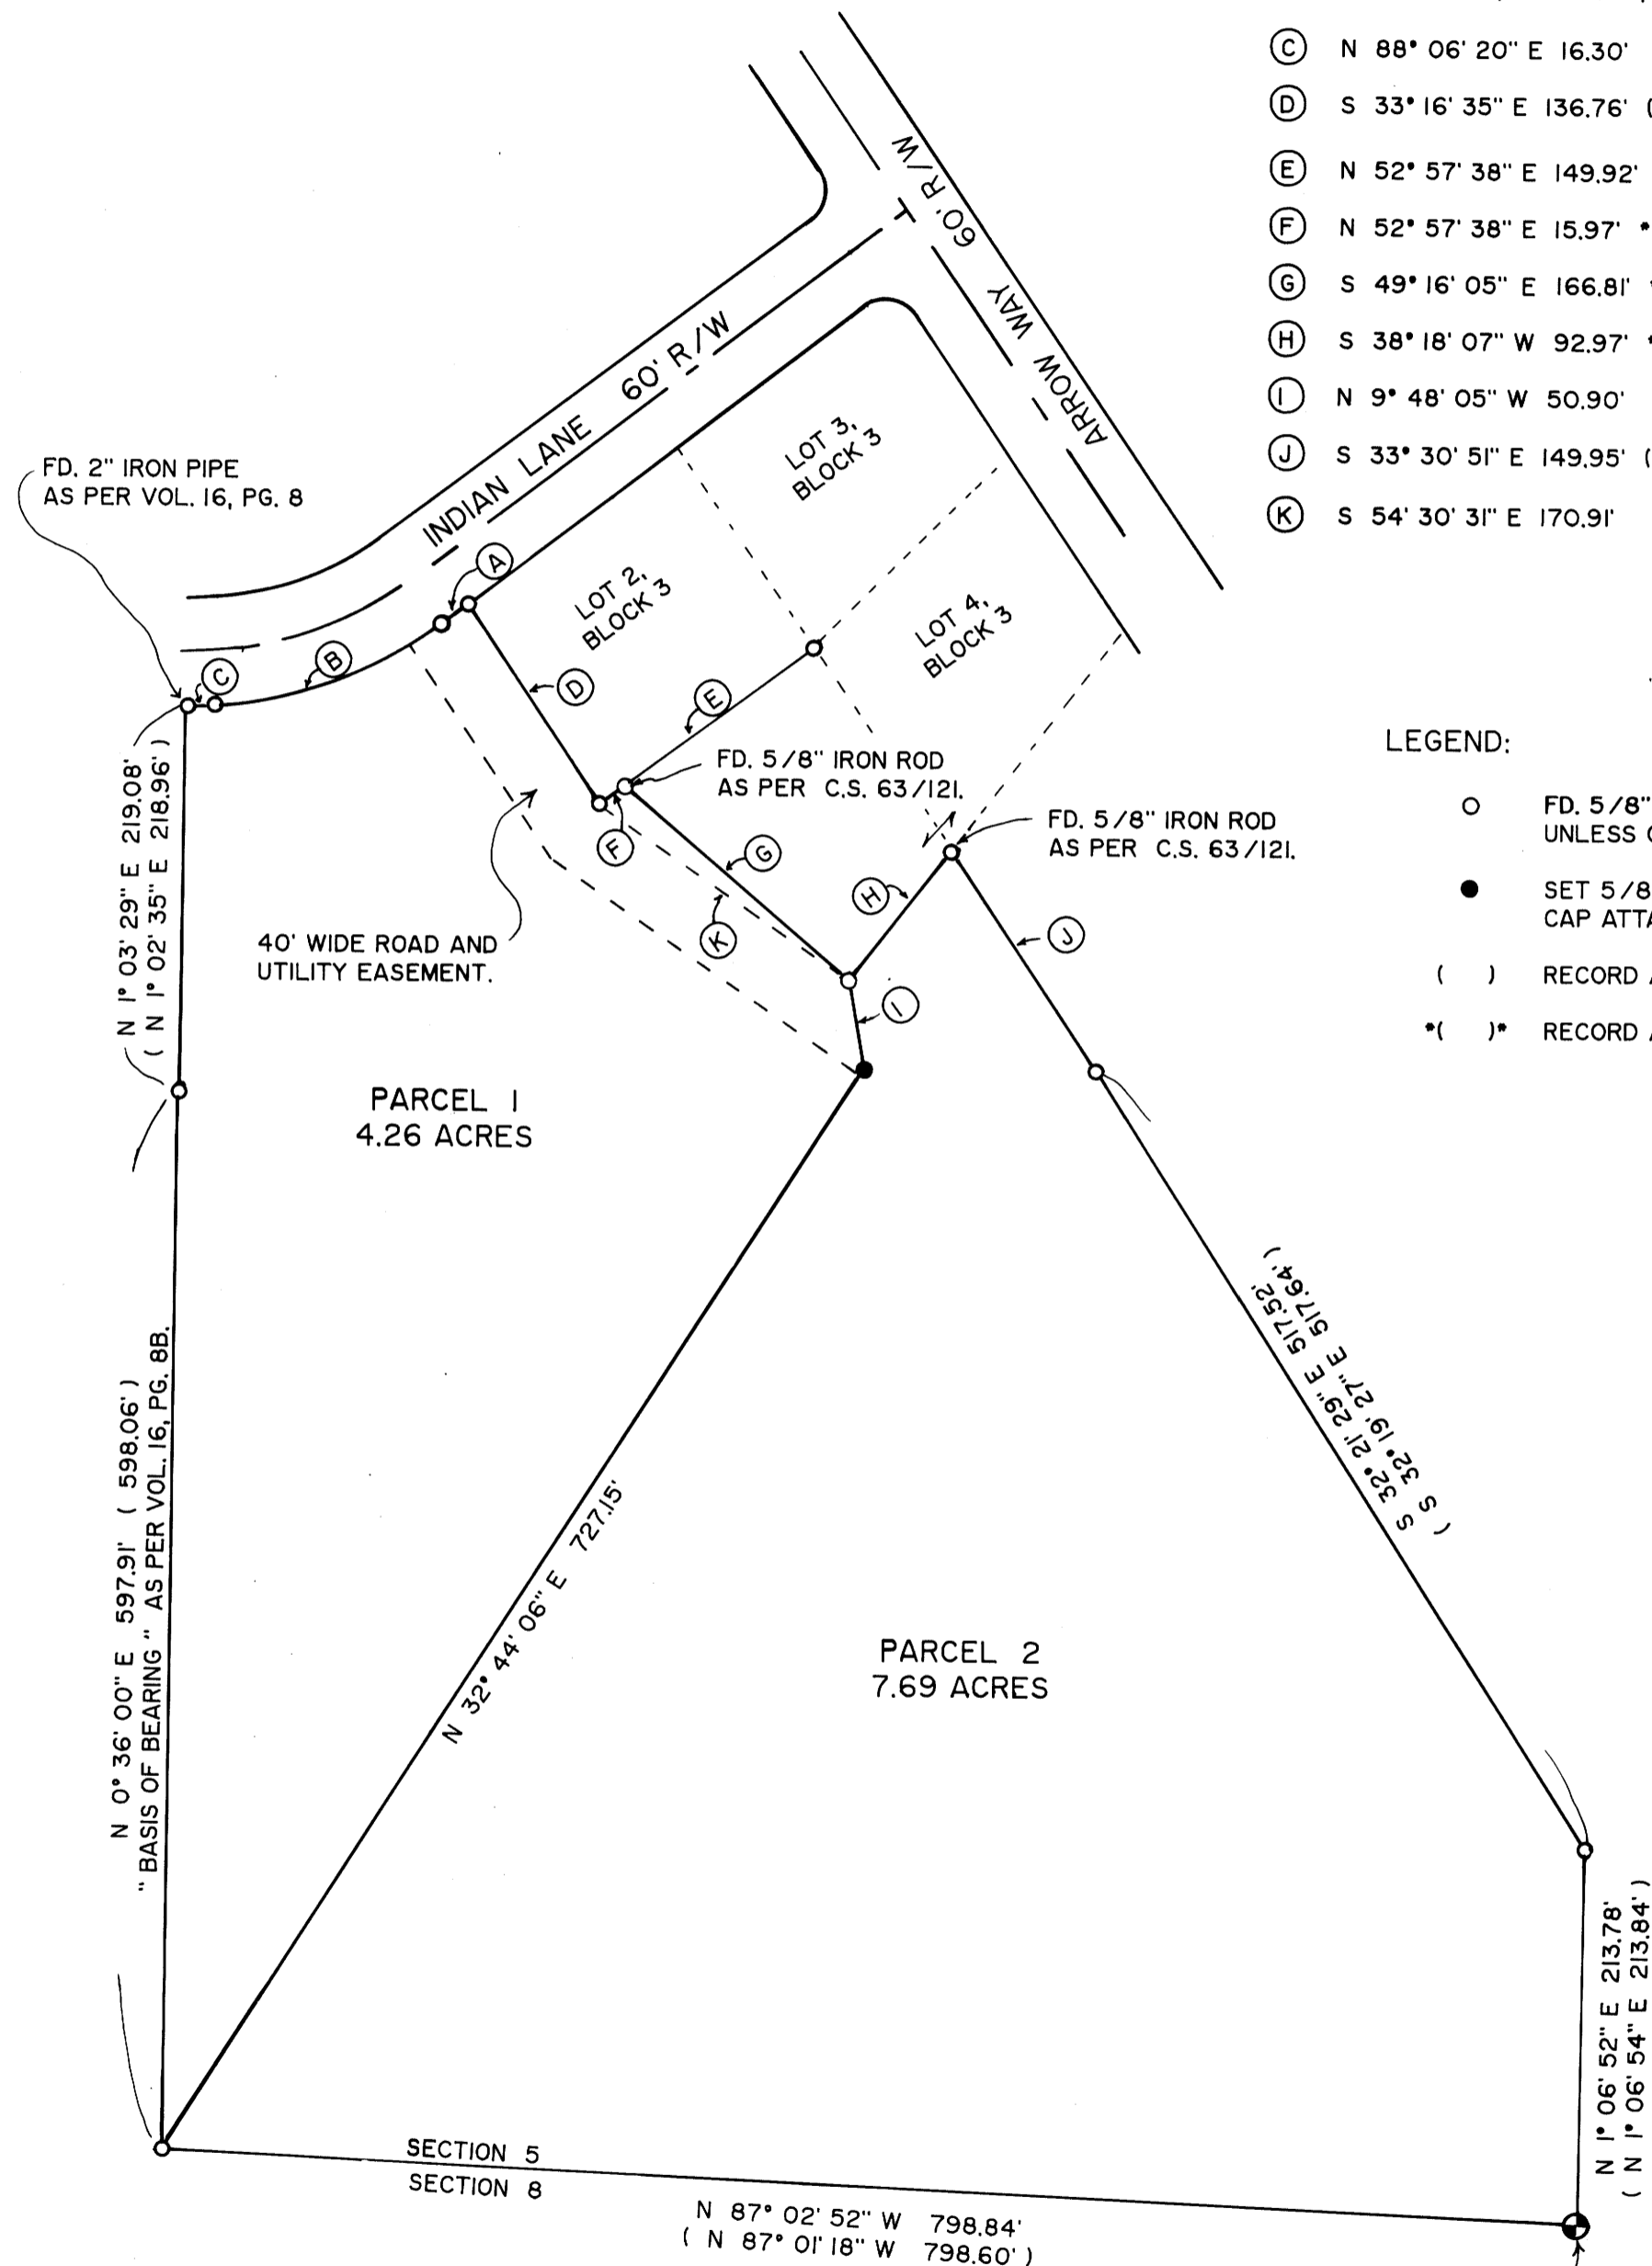 C N 88° 06' 20" E 16.30'
D S 33° 16' 35" E 136.76' (
E N 52° 57' 38" E 149.92'
F N 52° 57' 38" E 15.97' *
G S 49° 16' 05" E 166.81'
H S 38° 18' 07" W 92.97'
I N 9° 48' 05" W 50.90'
J S 33° 30' 51" E 149.95' (
K S 54' 30' 31" E 170.91'
ARROW WAY 60' R/W
INDIAN LANE 60' R/W
FD. 2" IRON PIPE
AS PER VOL. 16, PG. 8
LOT 3,
BLOCK 3
LOT 2,
BLOCK 3
LOT 4,
BLOCK 3
A
B
C
D
E
FD. 5/8" IRON ROD
AS PER C.S. 63/121.
FD. 5/8" IRON ROD
AS PER C.S. 63/121.
F
G
H
K
J
I
40' WIDE ROAD AND
UTILITY EASEMENT.
N 1° 03' 29" E 219.08'
( N 1° 02' 35" E 218.96' )
LEGEND:
FD. 5/8"
UNLESS
SET 5/8
CAP ATTA
( ) RECORD
*( )* RECORD
PARCEL 1
4.26 ACRES
N 0° 36' 00" E 597.91' ( 598.06' )
" BASIS OF BEARING " AS PER VOL. 16, PG. 8B.
N 32° 44' 06" E 727.15'
S 32° 21' 29" E 517.52'
( S 32° 19' 27" E 517.64' )
PARCEL 2
7.69 ACRES
N 1° 06' 52" E 213.78'
( N 1° 06' 54" E 213.84' )
SECTION 5
SECTION 8
N 87° 02' 52" W 798.84'
( N 87° 01' 18" W 798.60' )